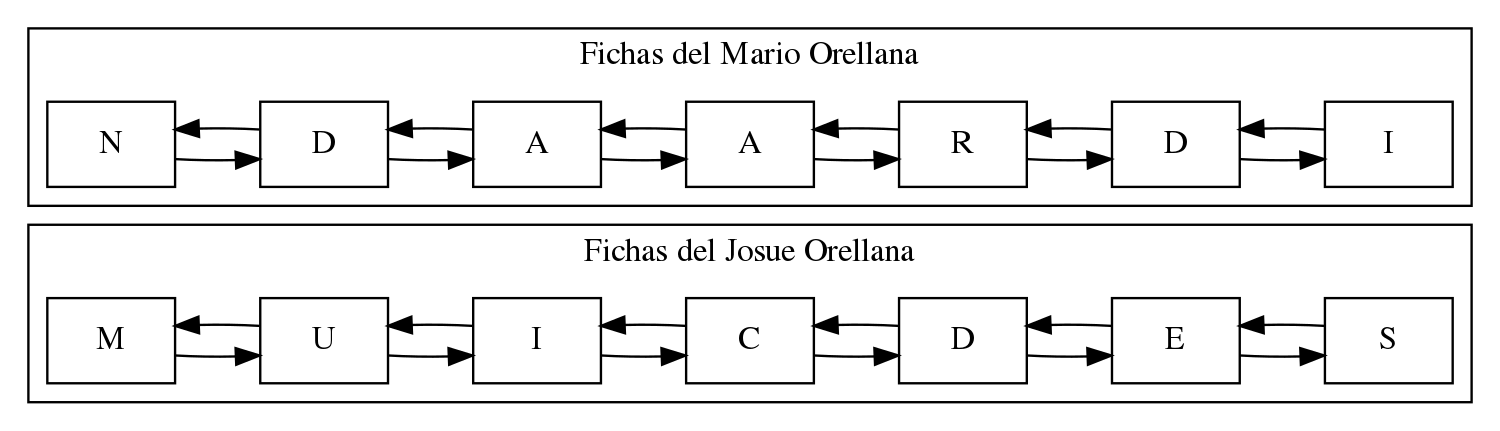 Fichas del Mario Orellana
N D A A R D I
Fichas del Josue Orellana
M U I C D E S